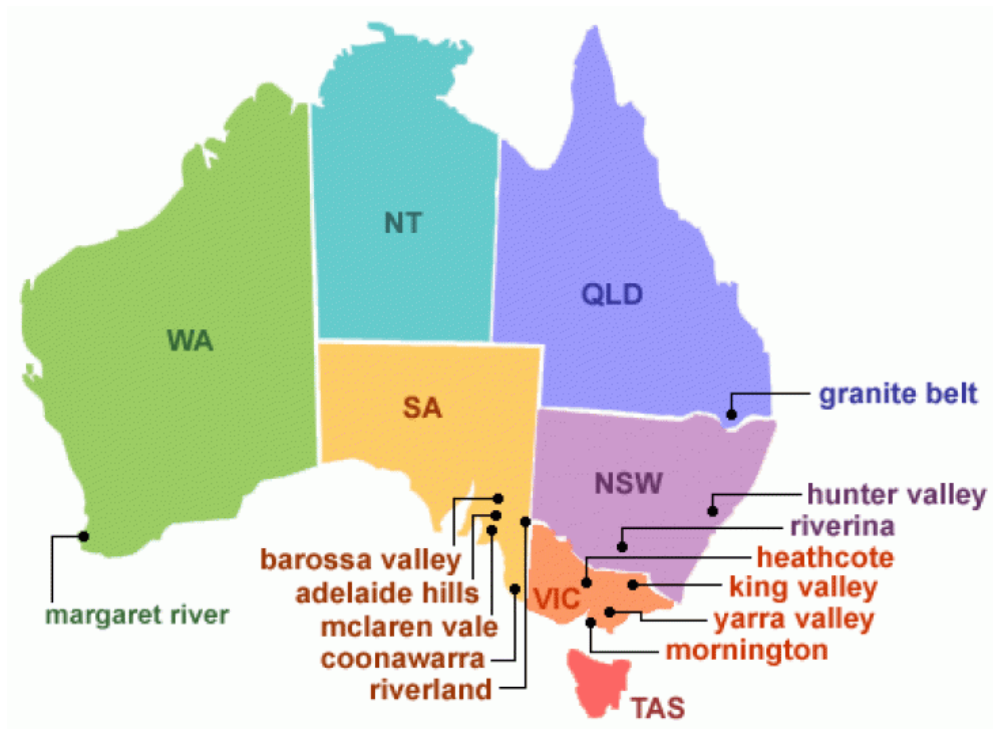 NT
QLD
WA
granite belt
SA
NSW
hunter valley
riverina
barossa valley
heathcote
adelaide hills
king valley
VIC
margaret river
yarra valley
mclaren vale
mornington
coonawarra
riverland
TAS